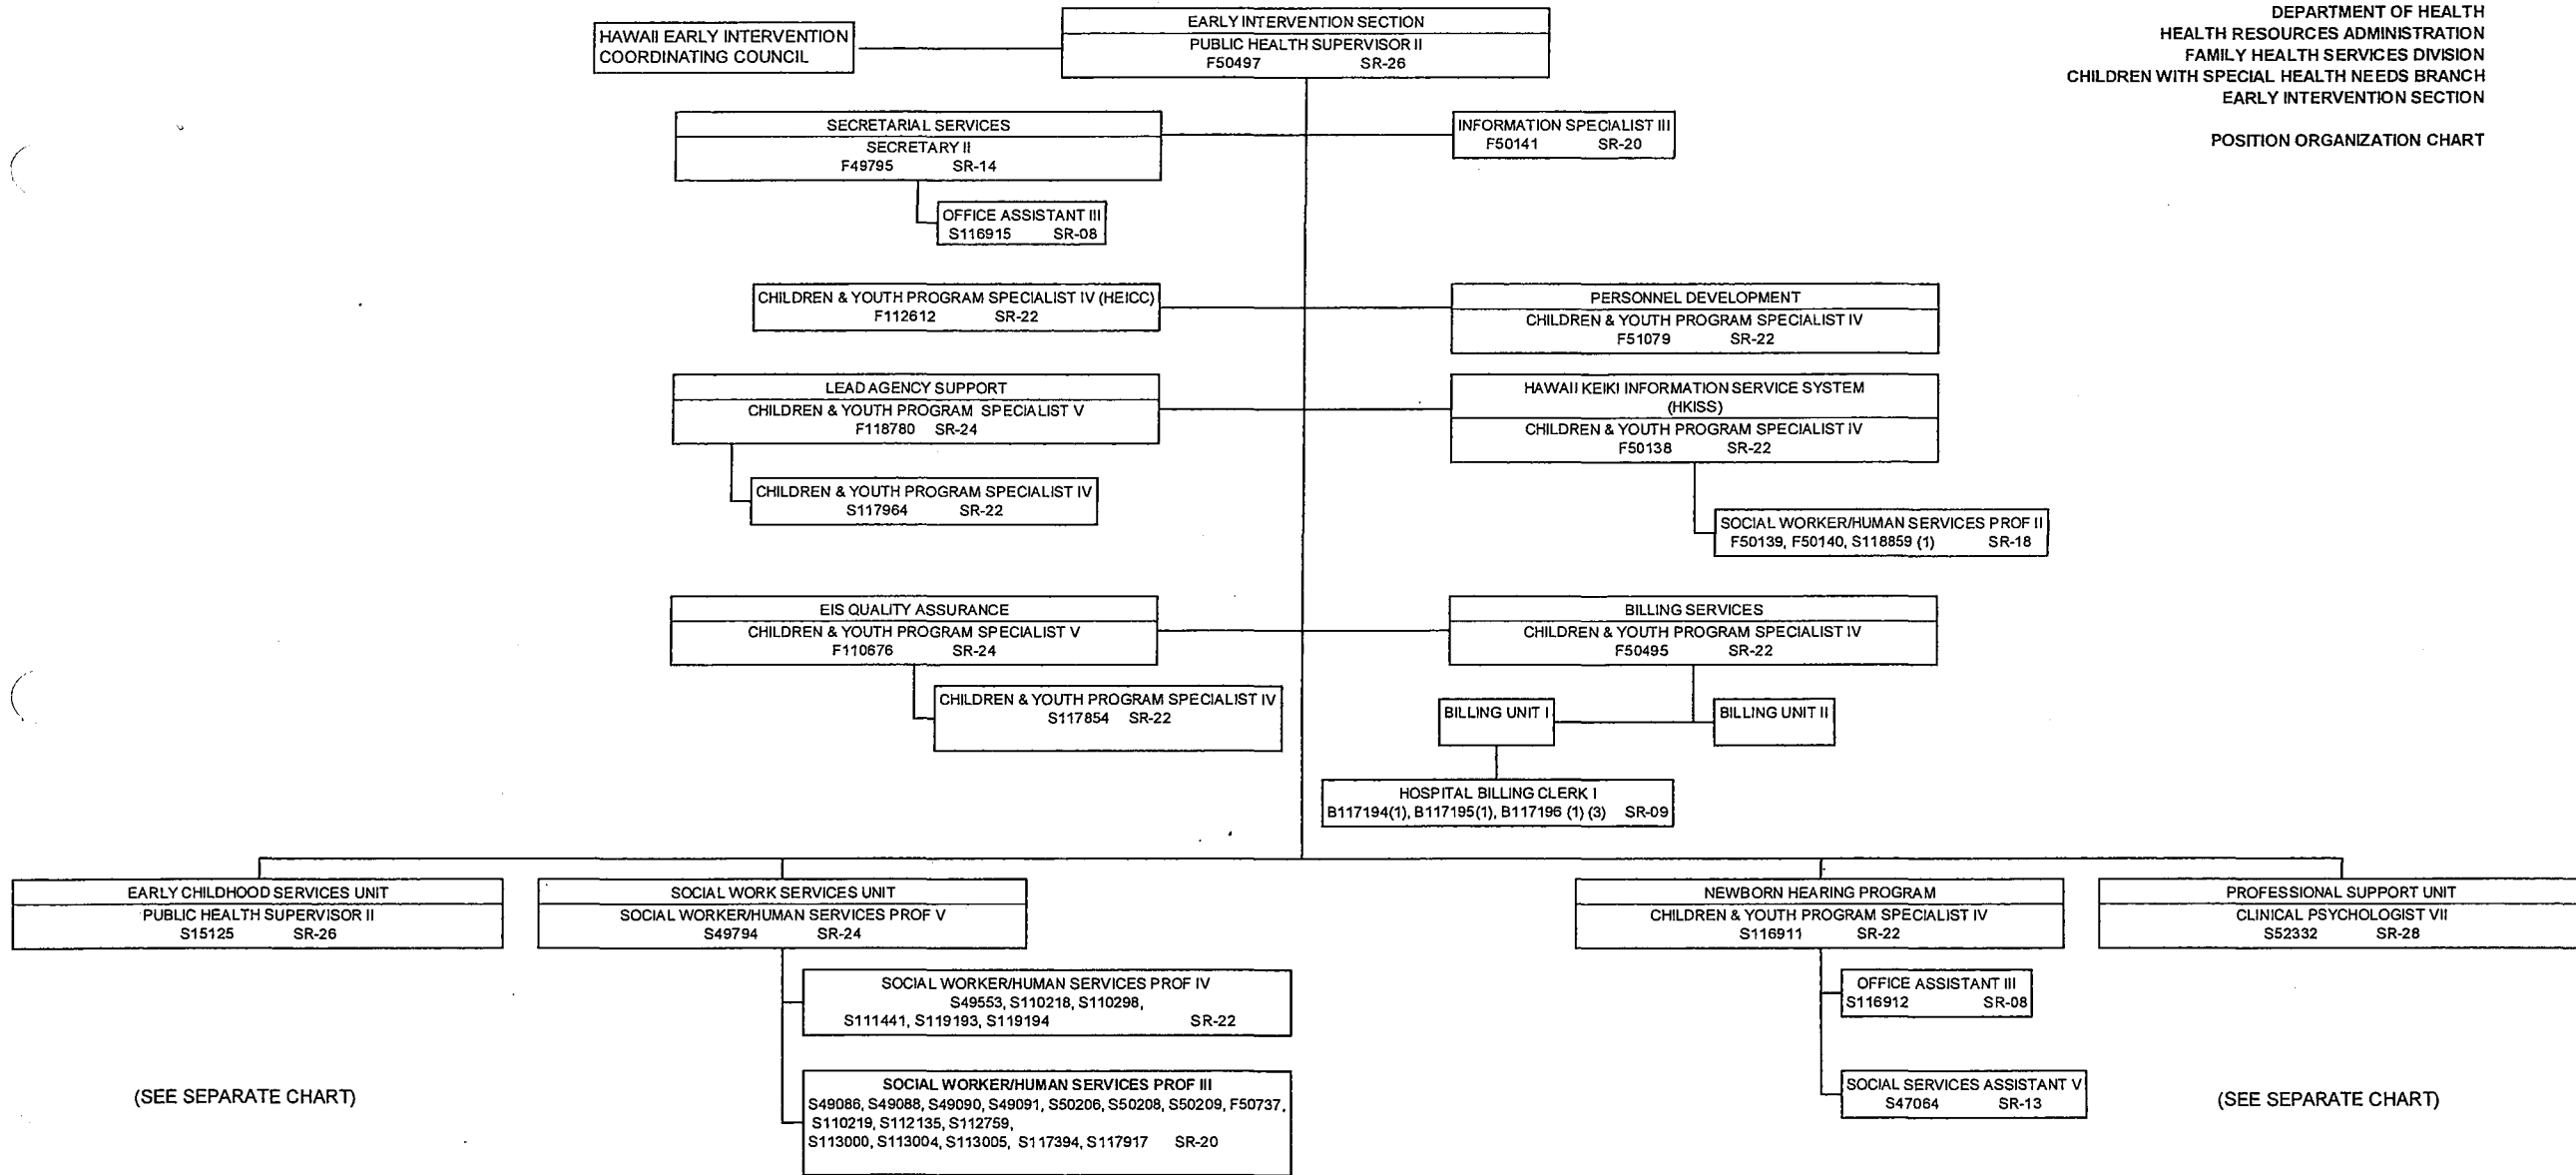 DEPARTMENT OF HEALTH
HEALTH RESOURCES ADMINISTRATION
FAMILY HEALTH SERVICES DIVISION
CHILDREN WITH SPECIAL HEALTH NEEDS BRANCH
EARLY INTERVENTION SECTION
POSITION ORGANIZATION CHART
HAWAII EARLY INTERVENTION
COORDINATING COUNCIL
EARLY INTERVENTION SECTION
PUBLIC HEALTH SUPERVISOR II
F50497 SR-26
SECRETARIAL SERVICES
SECRETARY II
F49795 SR-14
INFORMATION SPECIALIST III
F50141 SR-20
OFFICE ASSISTANT III
S116915 SR-08
CHILDREN & YOUTH PROGRAM SPECIALIST IV (HEICC)
F112612 SR-22
PERSONNEL DEVELOPMENT
CHILDREN & YOUTH PROGRAM SPECIALIST IV
F51079 SR-22
LEAD AGENCY SUPPORT
CHILDREN & YOUTH PROGRAM SPECIALIST V
F118780 SR-24
HAWAII KEIKI INFORMATION SERVICE SYSTEM
(HKISS)
CHILDREN & YOUTH PROGRAM SPECIALIST IV
F50138 SR-22
CHILDREN & YOUTH PROGRAM SPECIALIST IV
S117964 SR-22
SOCIAL WORKER/HUMAN SERVICES PROF II
F50139, F50140, S118859 (1) SR-18
EIS QUALITY ASSURANCE
CHILDREN & YOUTH PROGRAM SPECIALIST V
F110676 SR-24
BILLING SERVICES
CHILDREN & YOUTH PROGRAM SPECIALIST IV
F50495 SR-22
CHILDREN & YOUTH PROGRAM SPECIALIST IV
S117854 SR-22
BILLING UNIT I
BILLING UNIT II
HOSPITAL BILLING CLERK I
B117194(1), B117195(1), B117196 (1) (3) SR-09
EARLY CHILDHOOD SERVICES UNIT
PUBLIC HEALTH SUPERVISOR II
S15125 SR-26
SOCIAL WORK SERVICES UNIT
SOCIAL WORKER/HUMAN SERVICES PROF V
S49794 SR-24
NEWBORN HEARING PROGRAM
CHILDREN & YOUTH PROGRAM SPECIALIST IV
S116911 SR-22
PROFESSIONAL SUPPORT UNIT
CLINICAL PSYCHOLOGIST VII
S52332 SR-28
SOCIAL WORKER/HUMAN SERVICES PROF IV
S49553, S110218, S110298,
S111441, S119193, S119194 SR-22
OFFICE ASSISTANT III
S116912 SR-08
(SEE SEPARATE CHART)
SOCIAL WORKER/HUMAN SERVICES PROF III
S49086, S49088, S49090, S49091, S50206, S50208, S50209, F50737,
S110219, S112135, S112759,
S113000, S113004, S113005, S117394, S117917 SR-20
SOCIAL SERVICES ASSISTANT V
S47064 SR-13
(SEE SEPARATE CHART)